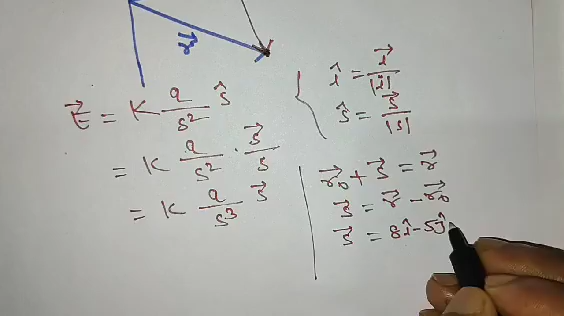 r⃗
E⃗ = K q/s² ŝ
= K q/s² · s⃗/s
= K q/s³ s⃗
î = i⃗/|i⃗|
ŝ = s⃗/|s|
r⃗₀ + s⃗ = r⃗
s⃗ = r⃗ - r⃗₀
s⃗ = 8î - 5ĵ